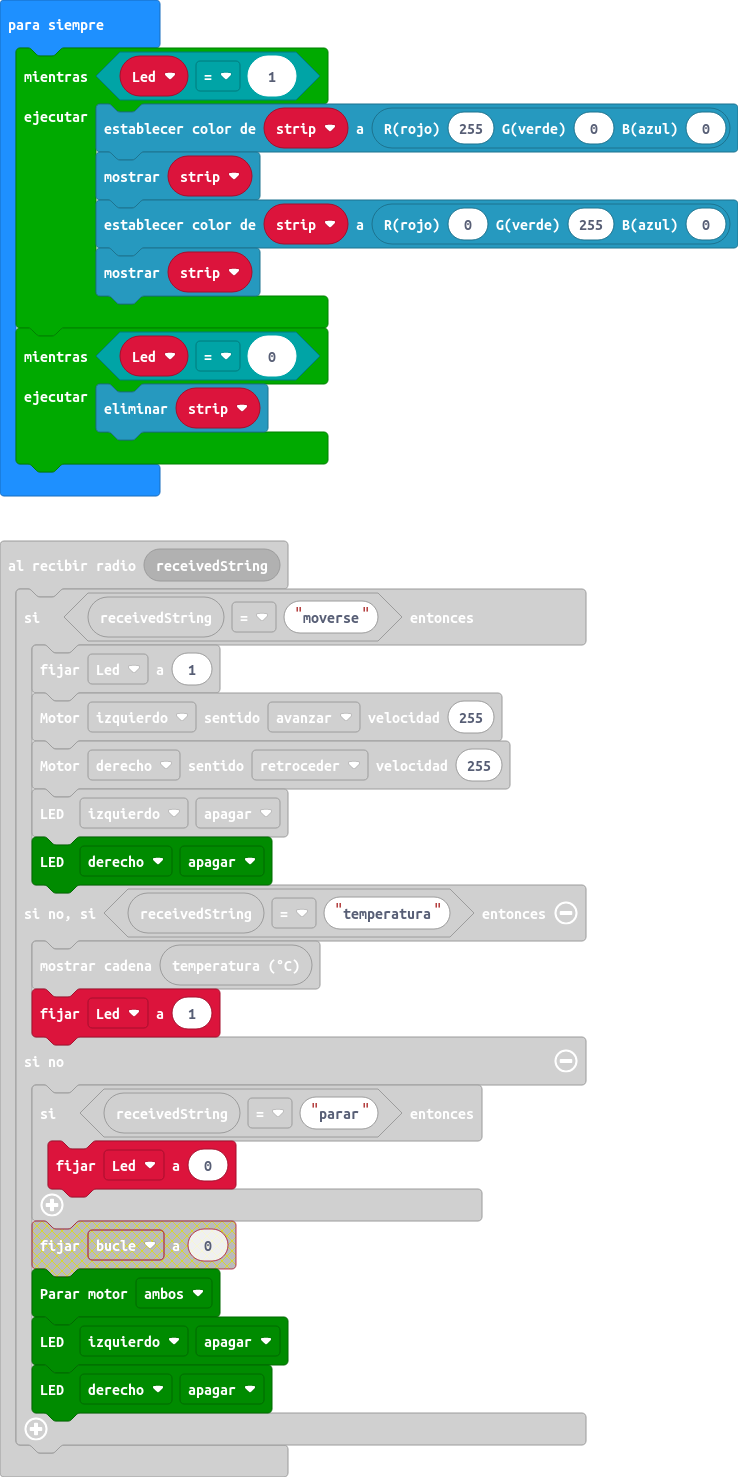 para siempre
mientras Led = 1
ejecutar
establecer color de strip a R(rojo) 255 G(verde) 0 B(azul) 0
mostrar strip
establecer color de strip a R(rojo) 0 G(verde) 255 B(azul) 0
mostrar strip
mientras Led = 0
ejecutar
eliminar strip
al recibir radio receivedString
si receivedString = "moverse" entonces
fijar Led a 1
Motor izquierdo sentido avanzar velocidad 255
Motor derecho sentido retroceder velocidad 255
LED izquierdo apagar
LED derecho apagar
si no, si receivedString = "temperatura" entonces
mostrar cadena temperatura (°C)
fijar Led a 1
si no
si receivedString = "parar" entonces
fijar Led a 0
fijar bucle a 0
Parar motor ambos
LED izquierdo apagar
LED derecho apagar